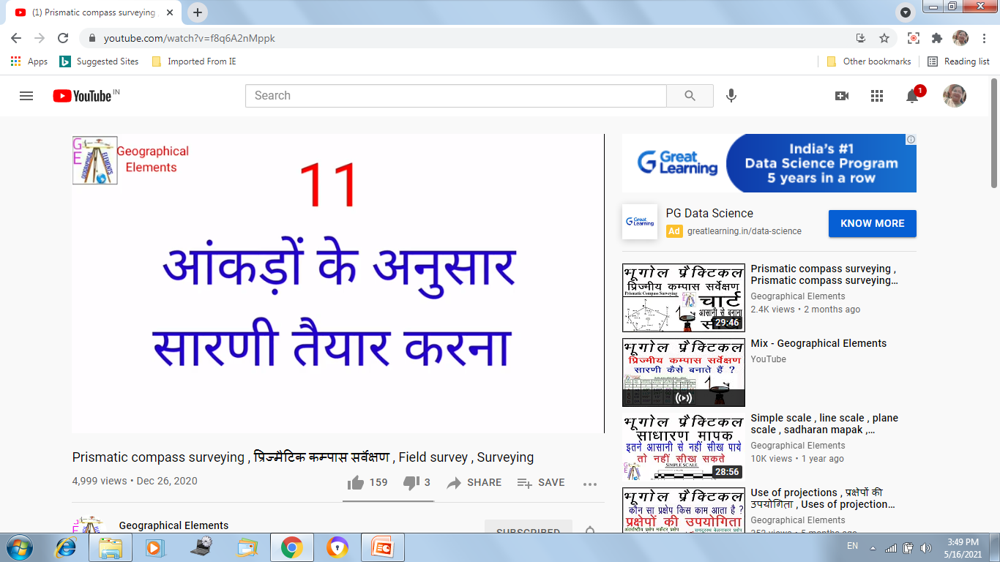 (1) Prismatic compass surveying ,
youtube.com/watch?v=f8q6A2nMppk
Apps
Suggested Sites
Imported From IE
Other bookmarks
Reading list
YouTube IN
Search
1
Geographical
Elements
GE
GEOGRAPHICAL ELEMENTS
11
आंकड़ों के अनुसार
सारणी तैयार करना
Prismatic compass surveying , प्रिज्मैटिक कम्पास सर्वेक्षण , Field survey , Surveying
4,999 views • Dec 26, 2020
159
3
SHARE
SAVE
Geographical Elements
SUBSCRIBED
Great
Learning
India's #1
Data Science Program
5 years in a row
Great
Learning
PG Data Science
Ad greatlearning.in/data-science
KNOW MORE
भूगोल प्रैक्टिकल
प्रिज्मीय कम्पास सर्वेक्षण
Prismatic Compass Surveying
चार्ट
आसानी से बनाना
29:46
Prismatic compass surveying ,
Prismatic compass surveying...
Geographical Elements
2.4K views • 2 months ago
भूगोल प्रैक्टिकल
प्रिज्मीय कम्पास सर्वेक्षण
सारणी कैसे बनाते हैं ?
Mix - Geographical Elements
YouTube
भूगोल प्रैक्टिकल
साधारण मापक
इतने आसानी से नहीं सीख पाये
तो नहीं सीख सकते
SIMPLE SCALE
28:56
Simple scale , line scale , plane
scale , sadharan mapak ,...
Geographical Elements
10K views • 1 year ago
भूगोल प्रैक्टिकल
कौन सा प्रक्षेप किस काम आता है ?
प्रक्षेपों की उपयोगिता
Use of projections , प्रक्षेपों की
उपयोगिता , Uses of projection...
Geographical Elements
EN
3:49 PM
5/16/2021